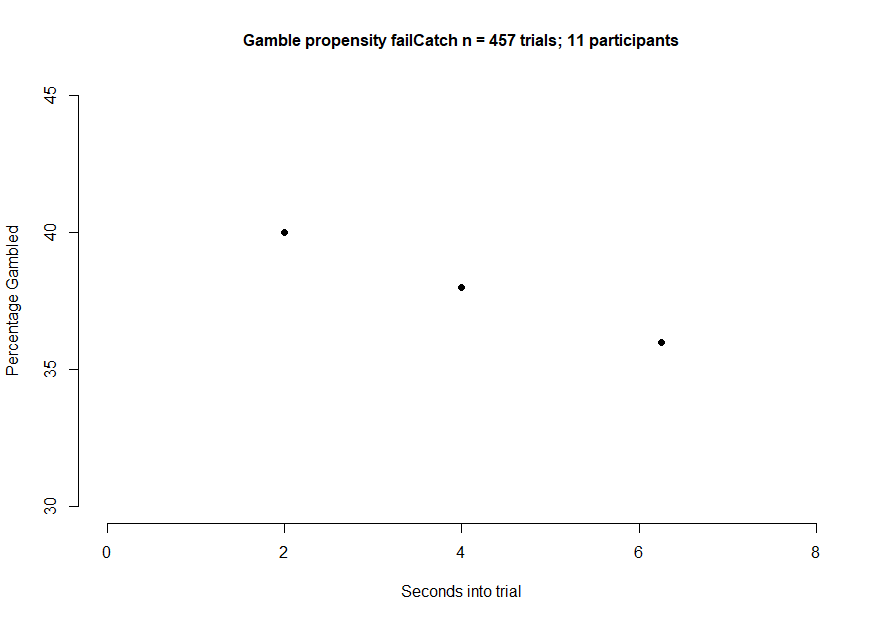 Gamble propensity failCatch n = 457 trials; 11 participants
45
40
35
30
Percentage Gambled
0 2 4 6 8
Seconds into trial